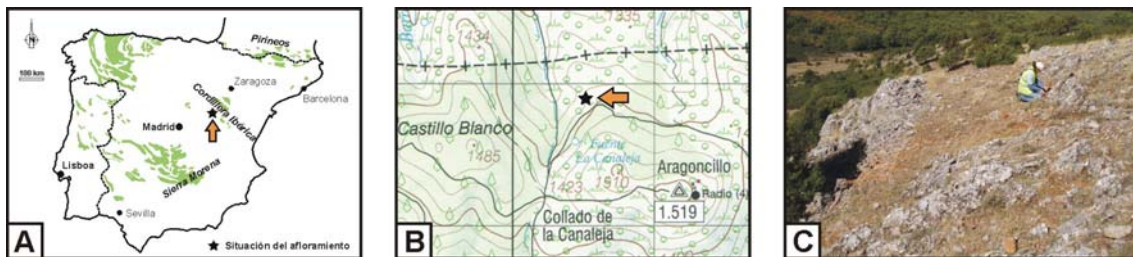 N
100 km
Pirineos
Zaragoza
Barcelona
Cordillera Ibérica
Madrid
Lisboa
Sierra Morena
Sevilla
Situación del afloramiento
A
1434
1335
Castillo Blanco
1485
Fuente
La Canaleja
Aragoncillo
1423
1510
Radio (4)
1.519
Collado de
la Canaleja
B
C